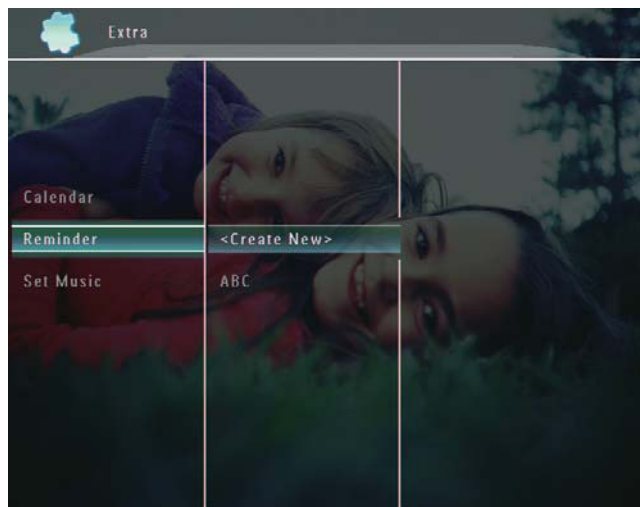 Extra
Calendar
Reminder
<Create New>
Set Music
ABC